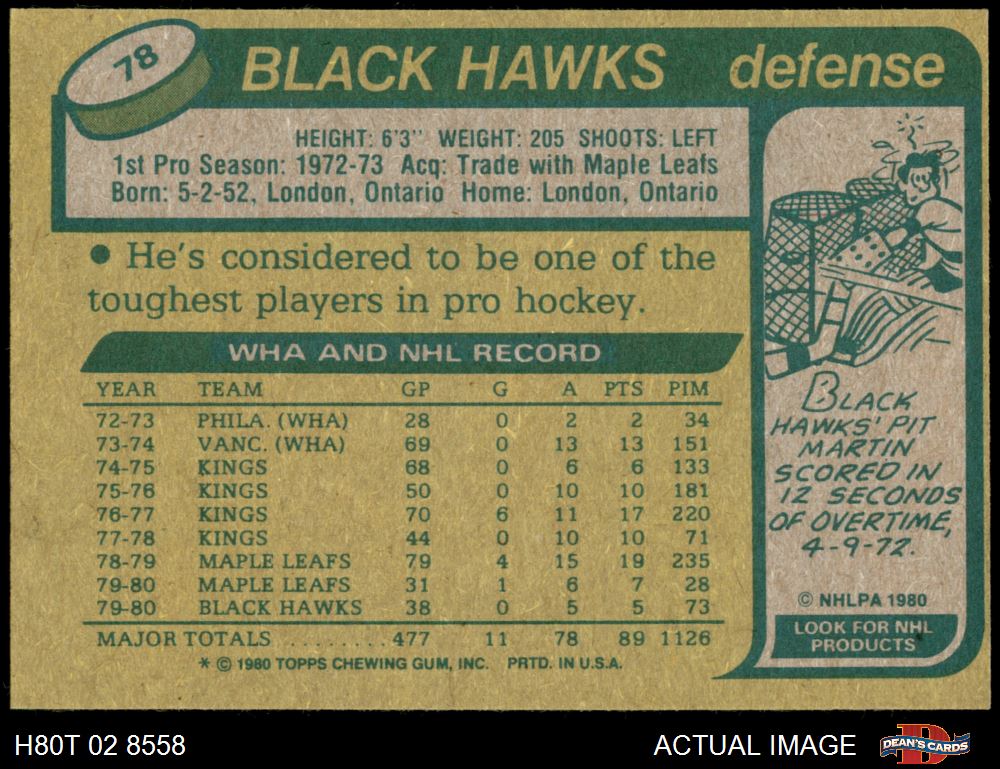 78
BLACK HAWKS defense
HEIGHT: 6'3" WEIGHT: 205 SHOOTS: LEFT
1st Pro Season: 1972-73 Acq: Trade with Maple Leafs
Born: 5-2-52, London, Ontario Home: London, Ontario
• He's considered to be one of the
toughest players in pro hockey.
WHA AND NHL RECORD
YEAR TEAM GP G A PTS PIM
72-73 PHILA. (WHA) 28 0 2 2 34
73-74 VANC. (WHA) 69 0 13 13 151
74-75 KINGS 68 0 6 6 133
75-76 KINGS 50 0 10 10 181
76-77 KINGS 70 6 11 17 220
77-78 KINGS 44 0 10 10 71
78-79 MAPLE LEAFS 79 4 15 19 235
79-80 MAPLE LEAFS 31 1 6 7 28
79-80 BLACK HAWKS 38 0 5 5 73
MAJOR TOTALS ........ 477 11 78 89 1126
* © 1980 TOPPS CHEWING GUM, INC. PRTD. IN U.S.A.
BLACK
HAWKS' PIT
MARTIN
SCORED IN
12 SECONDS
OF OVERTIME,
4-9-72.
© NHLPA 1980
LOOK FOR NHL
PRODUCTS
H80T 02 8558
ACTUAL IMAGE
D
DEAN'S CARDS